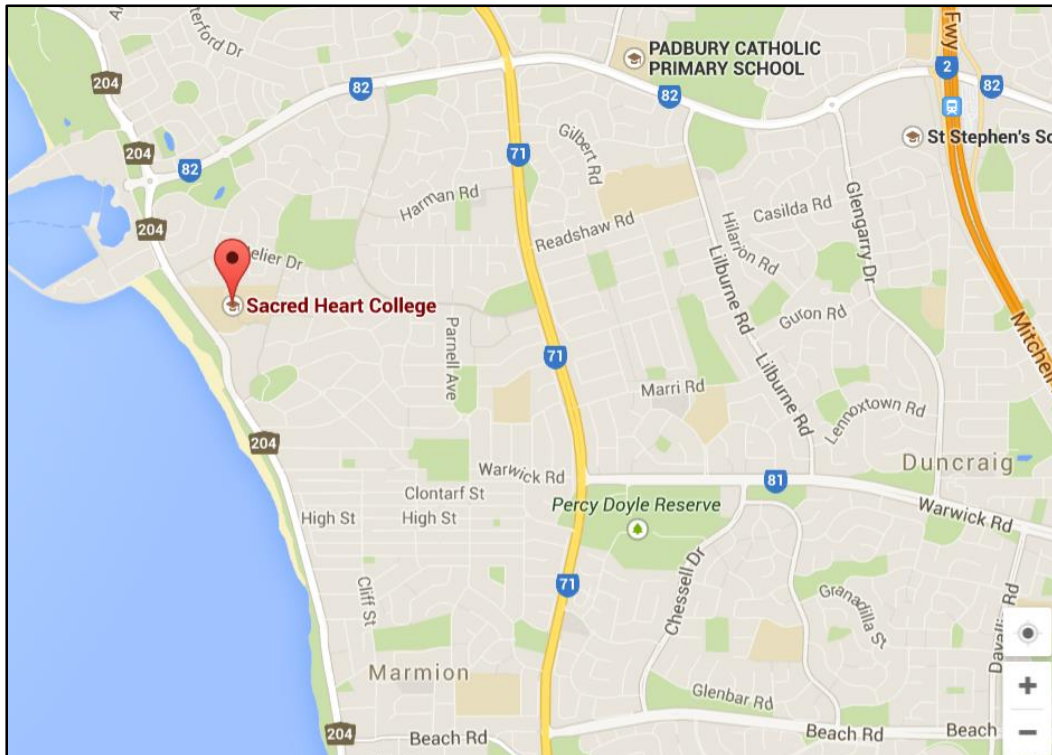 Fwy
2
PADBURY CATHOLIC
PRIMARY SCHOOL
204
82
82
82
St Stephen's Sc
71
204
82
Gilbert Rd
Harman Rd
Casilda Rd
Glengarry Dr
204
Readshaw Rd
Hilarion Rd
Lilburne Rd
elier Dr
Sacred Heart College
Guron Rd
Mitchell
Parnell Ave
71
Lilburne Rd
Marri Rd
Lennoxtown Rd
204
Duncraig
Warwick Rd
81
Clontarf St
Percy Doyle Reserve
Warwick Rd
High St
High St
Chessell Dr
71
Cliff St
Granadilla St
Rd
Marmion
Glenbar Rd
204
Beach Rd
Beach Rd
Beach
+
−